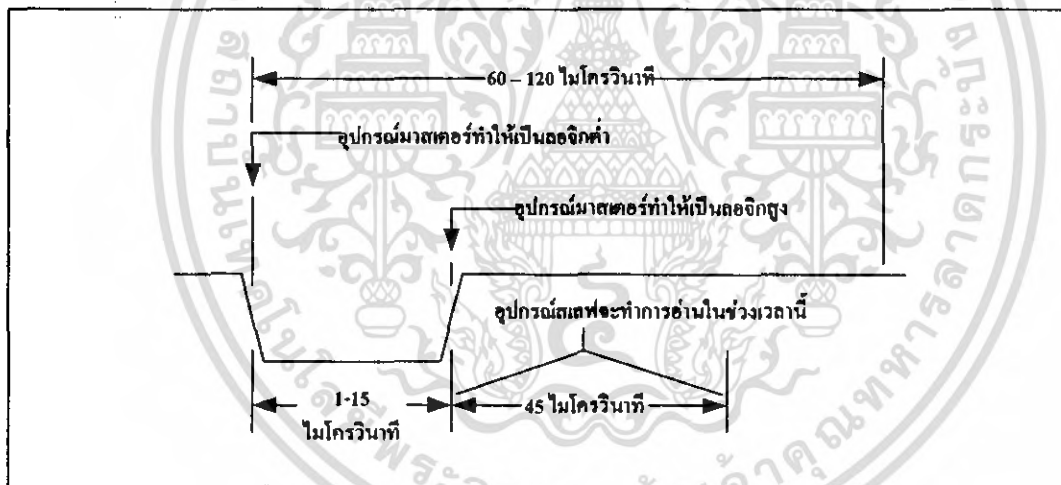 60 – 120 ไมโครวินาที
อุปกรณ์มาสเตอร์ทำให้เป็นลอจิกต่ำ
อุปกรณ์มาสเตอร์ทำให้เป็นลอจิกสูง
อุปกรณ์สเลฟจะทำการอ่านในช่วงเวลานี้
1-15
ไมโครวินาที
45 ไมโครวินาที